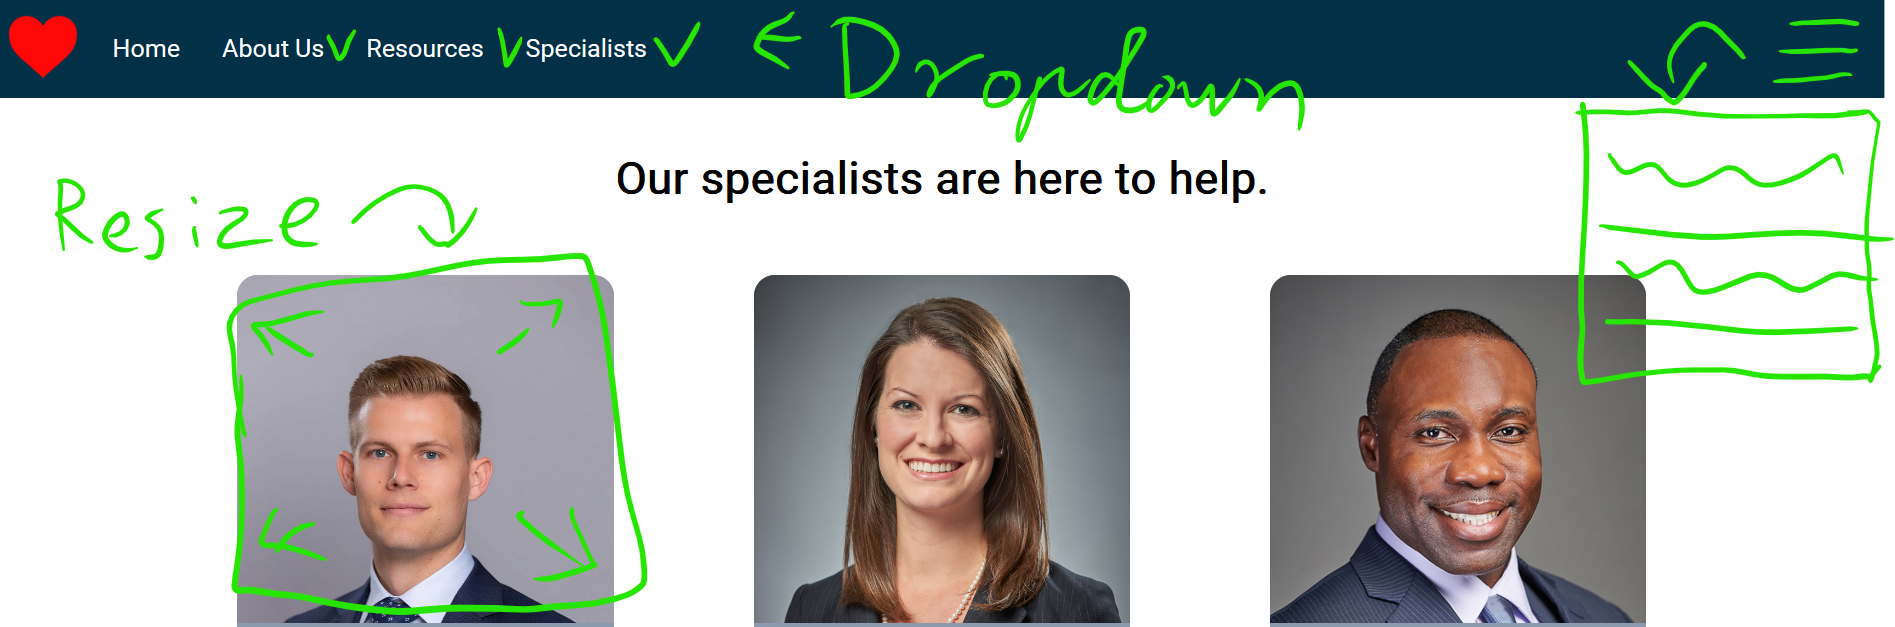 Home About Us Resources Specialists Dropdown
Our specialists are here to help.
Resize